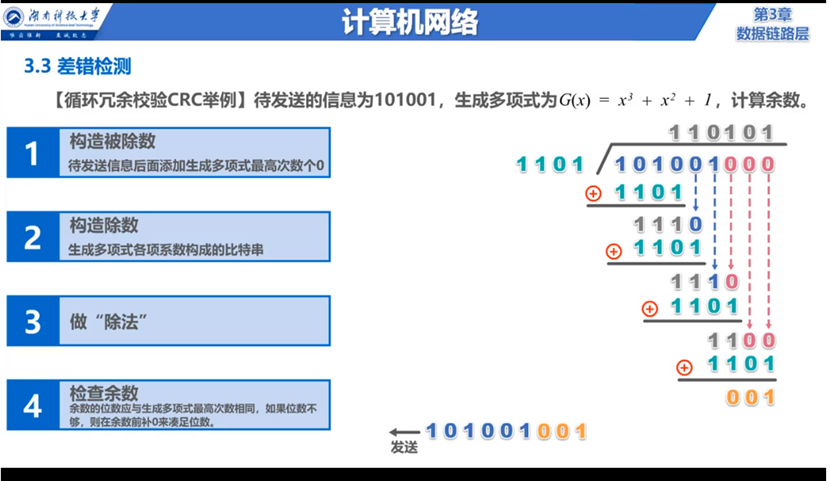 湖南科技大学
计算机网络
第3章
数据链路层
3.3 差错检测
【循环冗余校验CRC举例】待发送的信息为101001，生成多项式为G(x) = x³ + x² + 1，计算余数。
1
构造被除数
待发送信息后面添加生成多项式最高次数个0
2
构造除数
生成多项式各项系数构成的比特串
3
做“除法”
4
检查余数
余数的位数应与生成多项式最高次数相同，如果位数不
够，则在余数前补0来凑足位数。
110101
1101 101001000
⊕ 1101
1110
⊕ 1101
1110
⊕ 1101
1100
⊕ 1101
001
101001001
发送